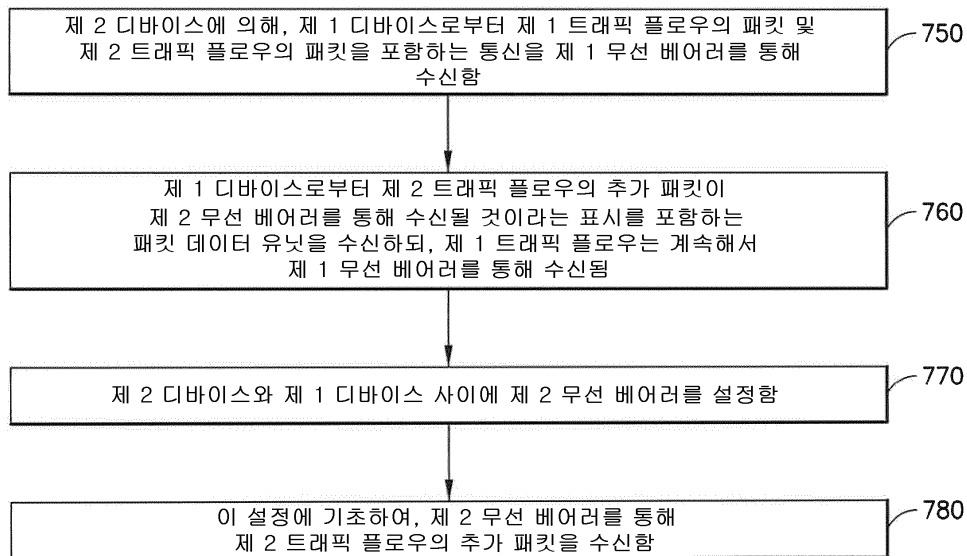 제 2 디바이스에 의해, 제 1 디바이스로부터 제 1 트래픽 플로우의 패킷 및
제 2 트래픽 플로우의 패킷을 포함하는 통신을 제 1 무선 베어러를 통해
수신함
750
제 1 디바이스로부터 제 2 트래픽 플로우의 추가 패킷이
제 2 무선 베어러를 통해 수신될 것이라는 표시를 포함하는
패킷 데이터 유닛을 수신하되, 제 1 트래픽 플로우는 계속해서
제 1 무선 베어러를 통해 수신됨
760
제 2 디바이스와 제 1 디바이스 사이에 제 2 무선 베어러를 설정함
770
이 설정에 기초하여, 제 2 무선 베어러를 통해
제 2 트래픽 플로우의 추가 패킷을 수신함
780